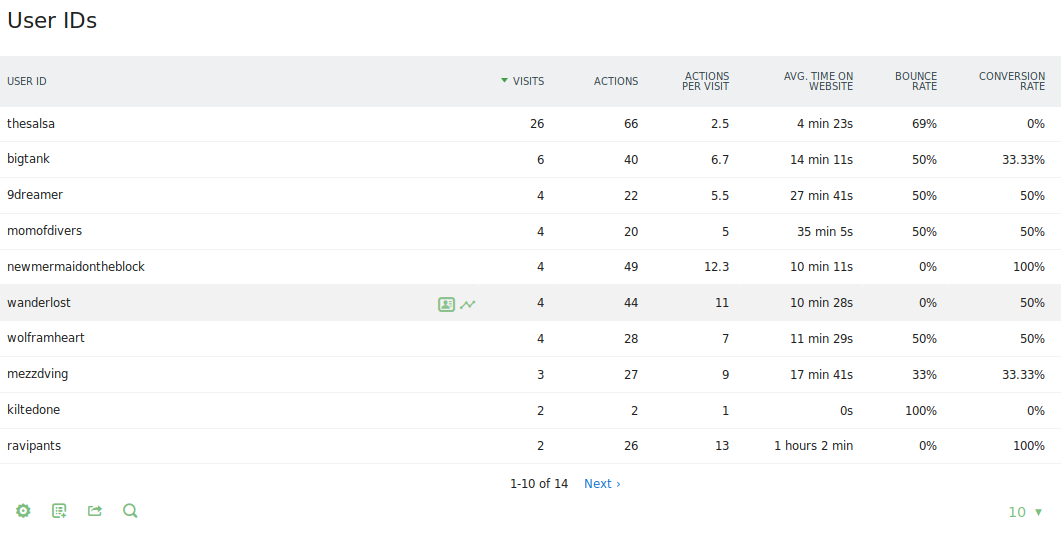 User IDs
USER ID VISITS ACTIONS ACTIONS PER VISIT AVG. TIME ON WEBSITE BOUNCE RATE CONVERSION RATE
thesalsa 26 66 2.5 4 min 23s 69% 0%
bigtank 6 40 6.7 14 min 11s 50% 33.33%
9dreamer 4 22 5.5 27 min 41s 50% 50%
momofdivers 4 20 5 35 min 5s 50% 50%
newmermaidontheblock 4 49 12.3 10 min 11s 0% 100%
wanderlost 4 44 11 10 min 28s 0% 50%
wolframheart 4 28 7 11 min 29s 50% 50%
mezzdving 3 27 9 17 min 41s 33% 33.33%
kiltedone 2 2 1 0s 100% 0%
ravipants 2 26 13 1 hours 2 min 0% 100%
1-10 of 14 Next ›
10